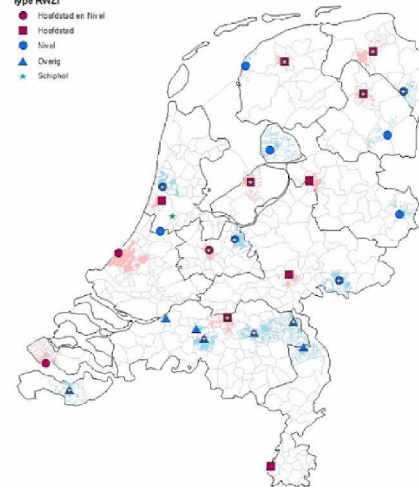 Type RWZI
Hoofdstad en Nivel
Hoofdstad
Nivel
Overig
Schiphol